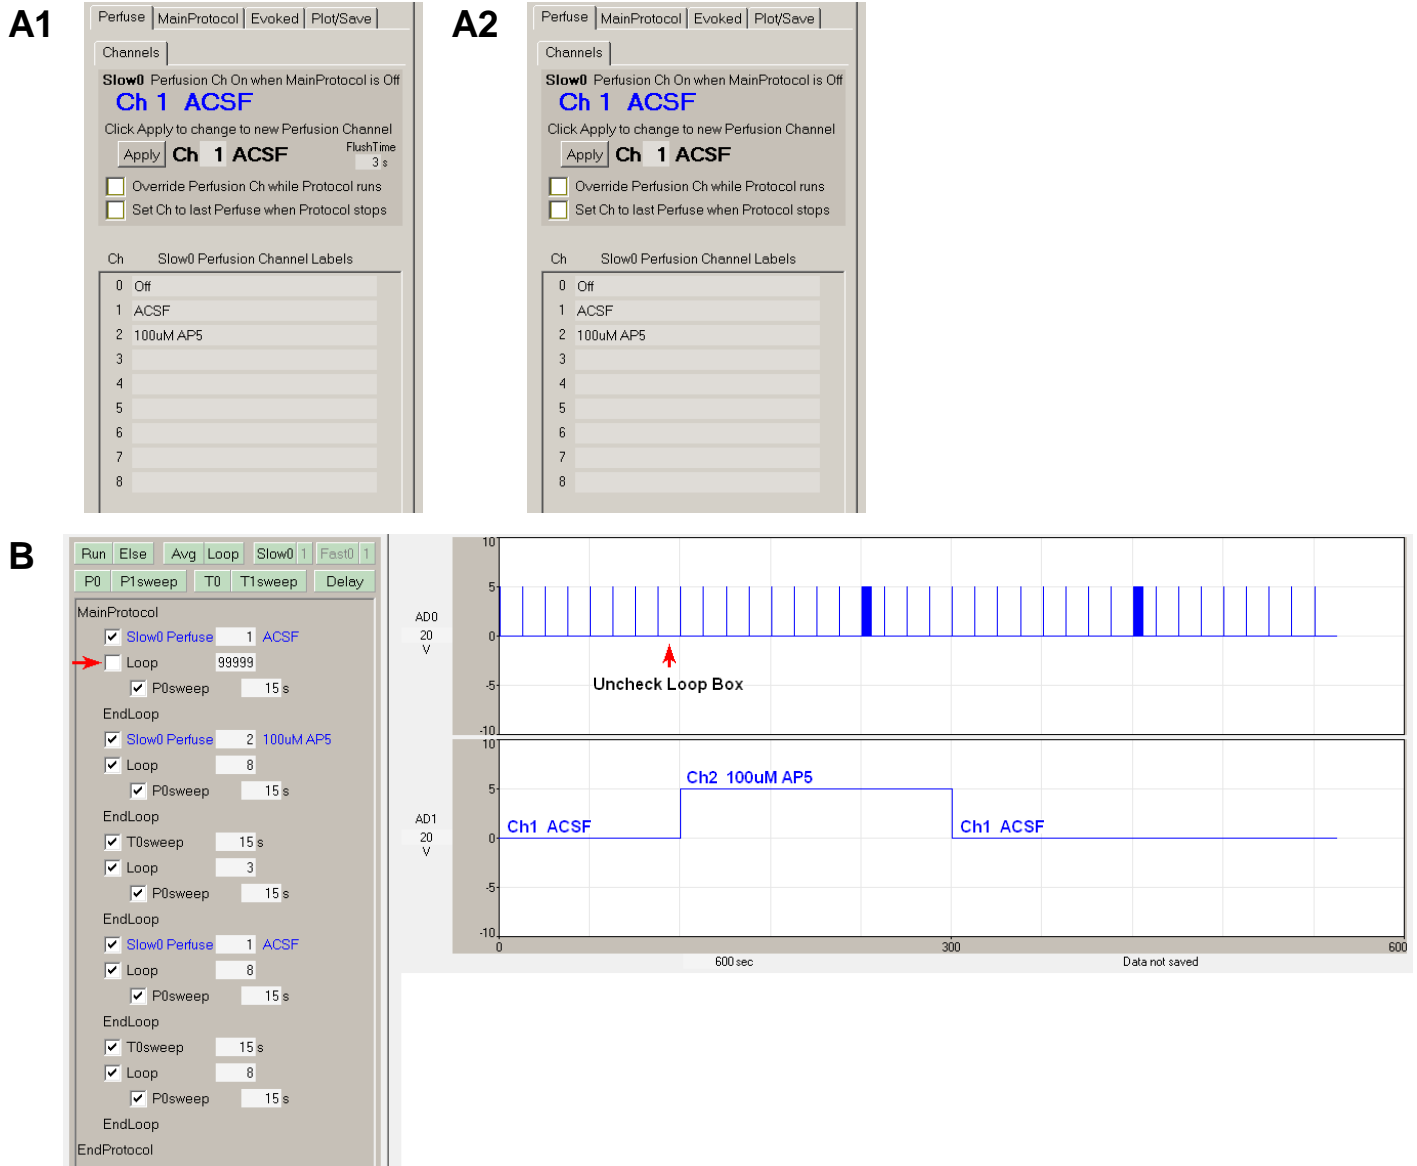 A1
Perfuse MainProtocol Evoked Plot/Save
Channels
Slow0 Perfusion Ch On when MainProtocol is Off
Ch 1 ACSF
Click Apply to change to new Perfusion Channel
Apply Ch 1 ACSF FlushTime
3 s
Override Perfusion Ch while Protocol runs
Set Ch to last Perfuse when Protocol stops
Ch Slow0 Perfusion Channel Labels
0 Off
1 ACSF
2 100uM AP5
3
4
5
6
7
8
A2
Perfuse MainProtocol Evoked Plot/Save
Channels
Slow0 Perfusion Ch On when MainProtocol is Off
Ch 1 ACSF
Click Apply to change to new Perfusion Channel
Apply Ch 1 ACSF
Override Perfusion Ch while Protocol runs
Set Ch to last Perfuse when Protocol stops
Ch Slow0 Perfusion Channel Labels
0 Off
1 ACSF
2 100uM AP5
3
4
5
6
7
8
B
Run Else Avg Loop Slow0 1 Fast0 1
P0 P1sweep T0 T1sweep Delay
MainProtocol
Slow0 Perfuse 1 ACSF
Loop 99999
P0sweep 15 s
EndLoop
Slow0 Perfuse 2 100uM AP5
Loop 8
P0sweep 15 s
EndLoop
T0sweep 15 s
Loop 3
P0sweep 15 s
EndLoop
Slow0 Perfuse 1 ACSF
Loop 8
P0sweep 15 s
EndLoop
T0sweep 15 s
Loop 8
P0sweep 15 s
EndLoop
EndProtocol
AD0
20
V
10
5
0
-5
-10
Uncheck Loop Box
AD1
20
V
10
5
0
-5
-10
Ch1 ACSF
Ch2 100uM AP5
Ch1 ACSF
0 300 600
600 sec Data not saved